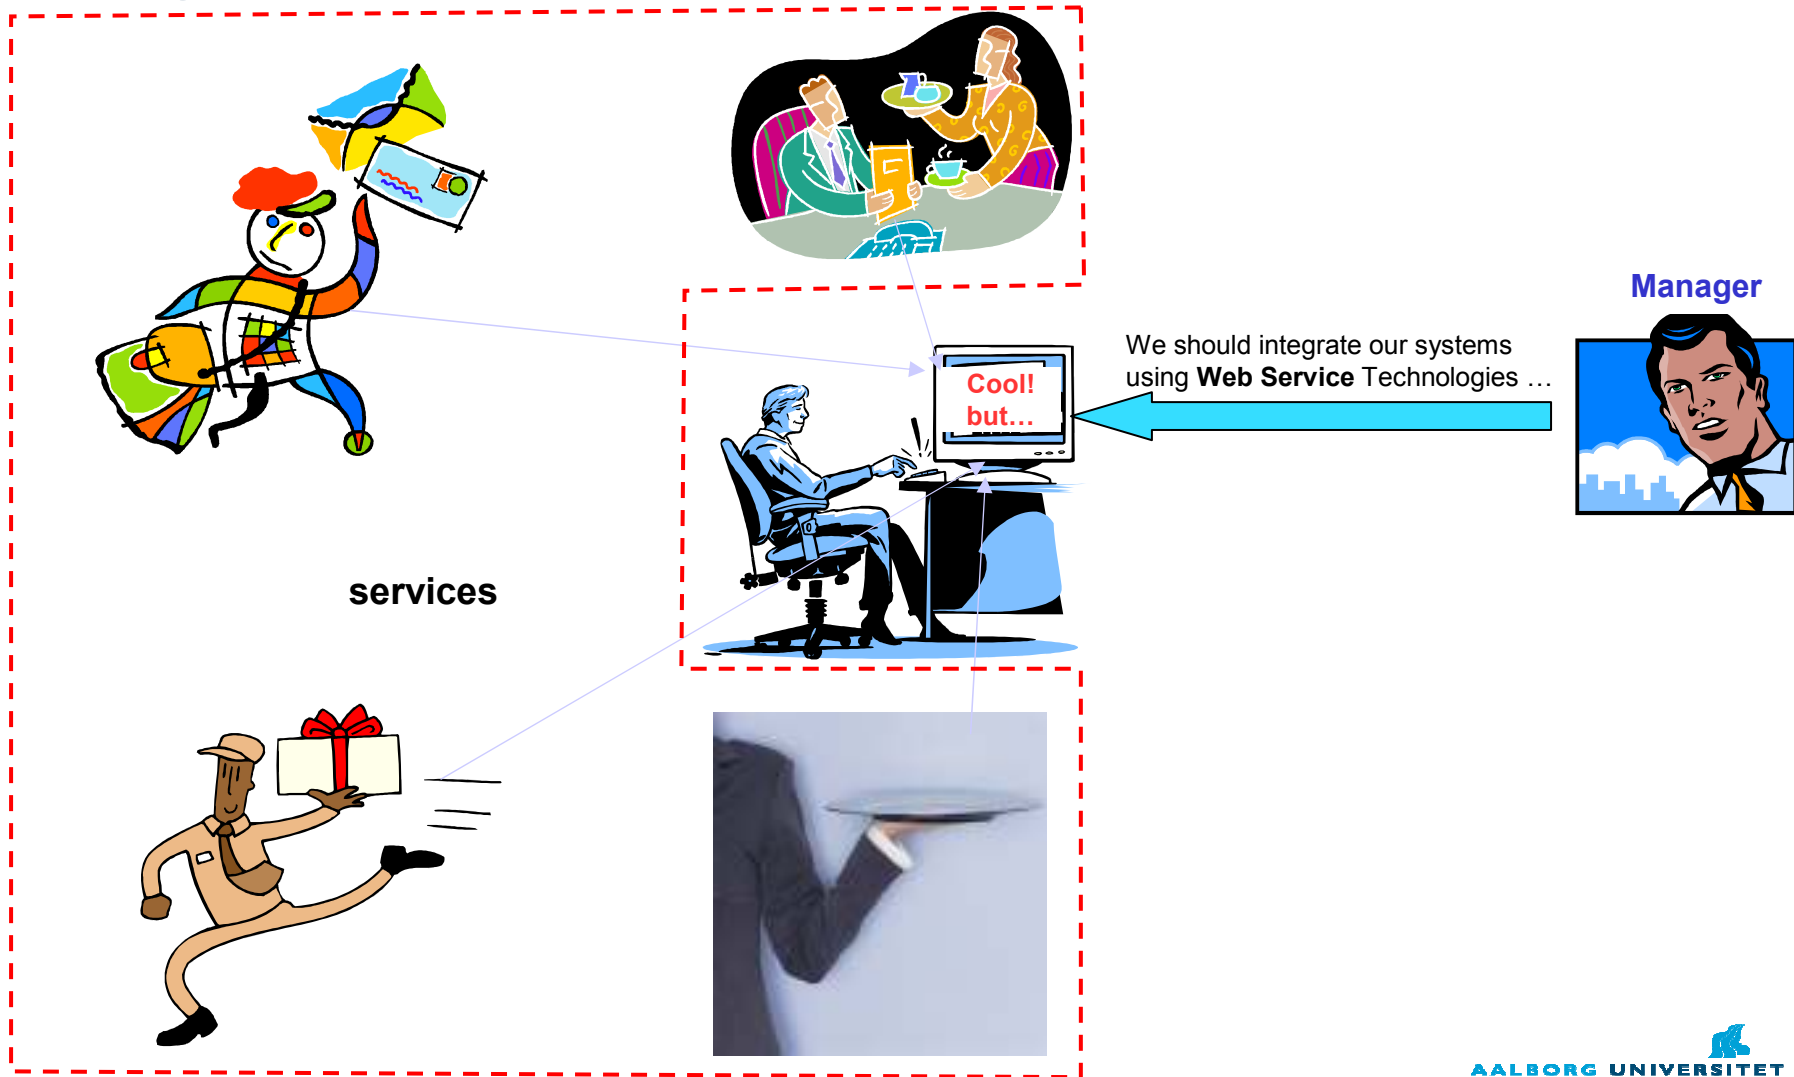 Manager
We should integrate our systems
using Web Service Technologies …
Cool!
but…
services
AALBORG UNIVERSITET